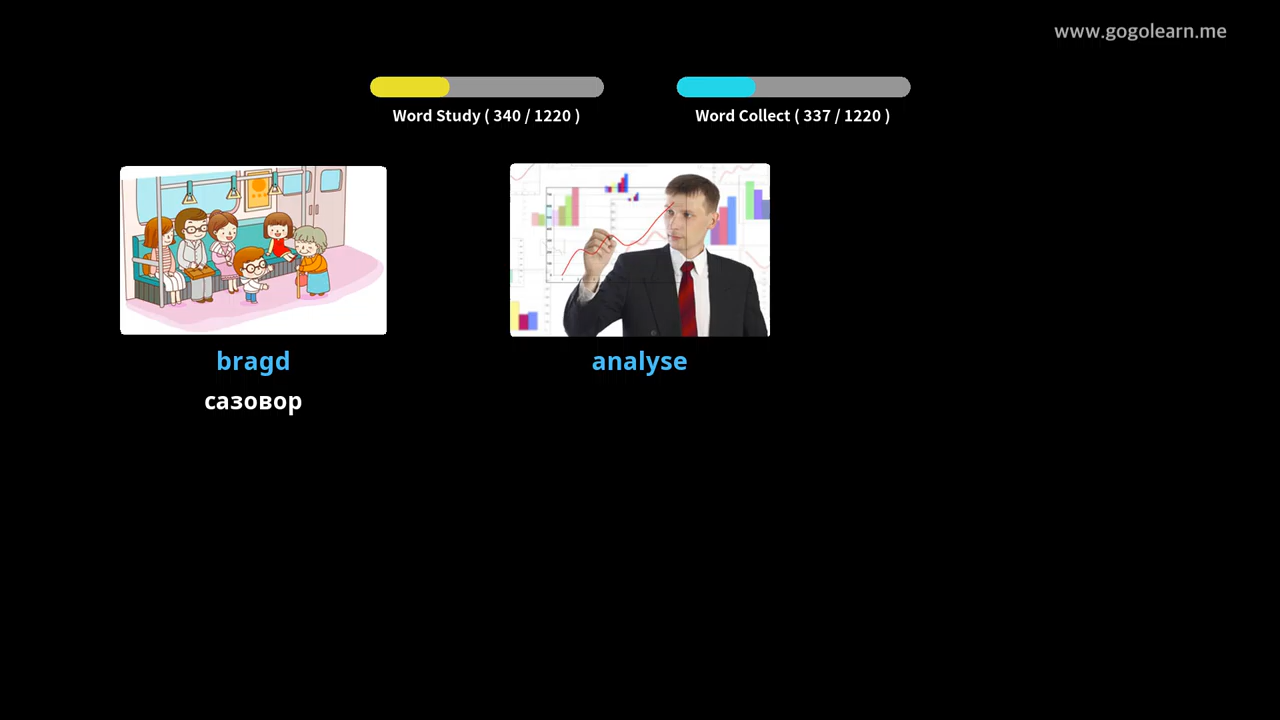 www.gogolearn.me
Word Study ( 340 / 1220 )
Word Collect ( 337 / 1220 )
bragd
analyse
сазовор